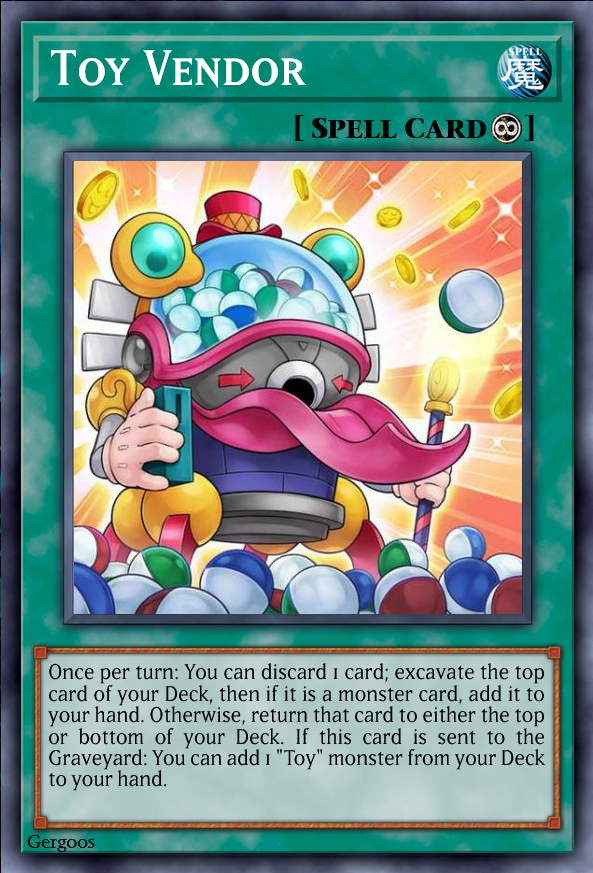 Toy Vendor
SPELL
魔
[ Spell Card ]
Once per turn: You can discard 1 card; excavate the top
card of your Deck, then if it is a monster card, add it to
your hand. Otherwise, return that card to either the top
or bottom of your Deck. If this card is sent to the
Graveyard: You can add 1 "Toy" monster from your Deck
to your hand.
Gergoos